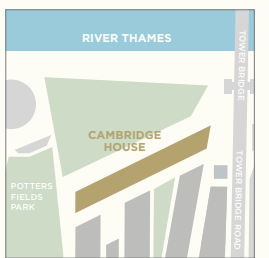 RIVER THAMES
TOWER BRIDGE
CAMBRIDGE
HOUSE
TOWER BRIDGE ROAD
POTTERS
FIELDS
PARK